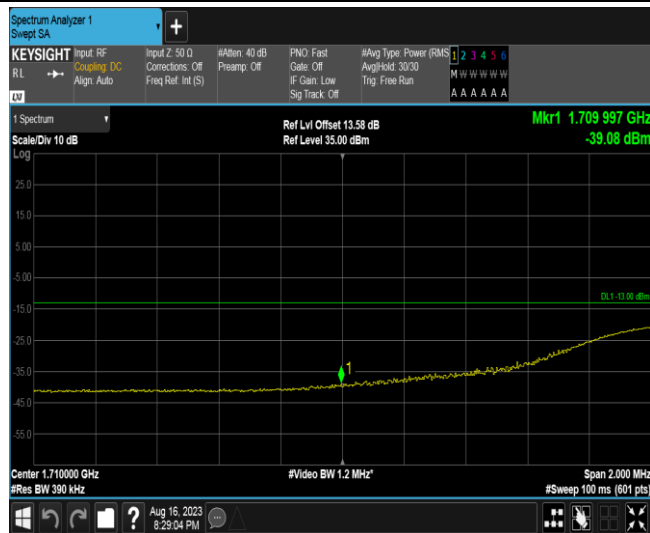 Spectrum Analyzer 1
Swept SA
+
KEYSIGHT
RL
Input: RF
Coupling: DC
Align: Auto
Input Z: 50 Ω
Corrections: Off
Freq Ref: Int (S)
#Atten: 40 dB
Preamp: Off
PNO: Fast
Gate: Off
IF Gain: Low
Sig Track: Off
#Avg Type: Power (RMS
Avg|Hold: 30/30
Trig: Free Run
1 2 3 4 5 6
M W W W W W
A A A A A A
1 Spectrum
Scale/Div 10 dB
Ref Lvl Offset 13.58 dB
Ref Level 35.00 dBm
Mkr1 1.709 997 GHz
-39.08 dBm
Log
25.0
15.0
5.00
-5.00
DL1 -13.00 dBm
-15.0
-25.0
1
-35.0
-45.0
-55.0
Center 1.710000 GHz
#Video BW 1.2 MHz*
Span 2.000 MHz
#Res BW 390 kHz
#Sweep 100 ms (601 pts)
?
Aug 16, 2023
8:29:04 PM